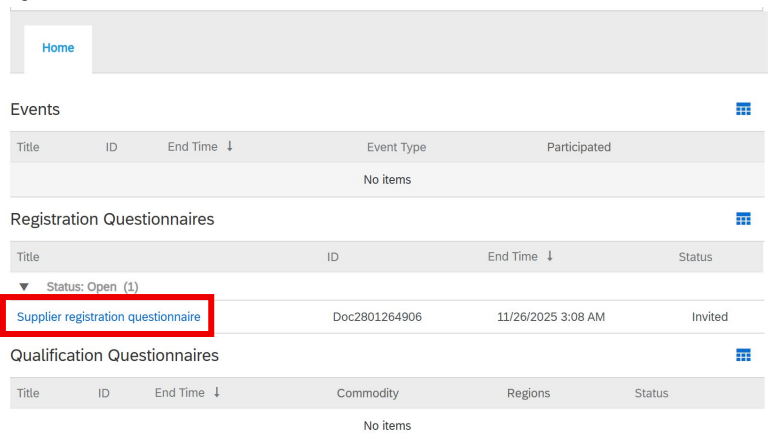 Home
Events
Title ID End Time ↓ Event Type Participated
No items
Registration Questionnaires
Title ID End Time ↓ Status
▼ Status: Open (1)
Supplier registration questionnaire Doc2801264906 11/26/2025 3:08 AM Invited
Qualification Questionnaires
Title ID End Time ↓ Commodity Regions Status
No items